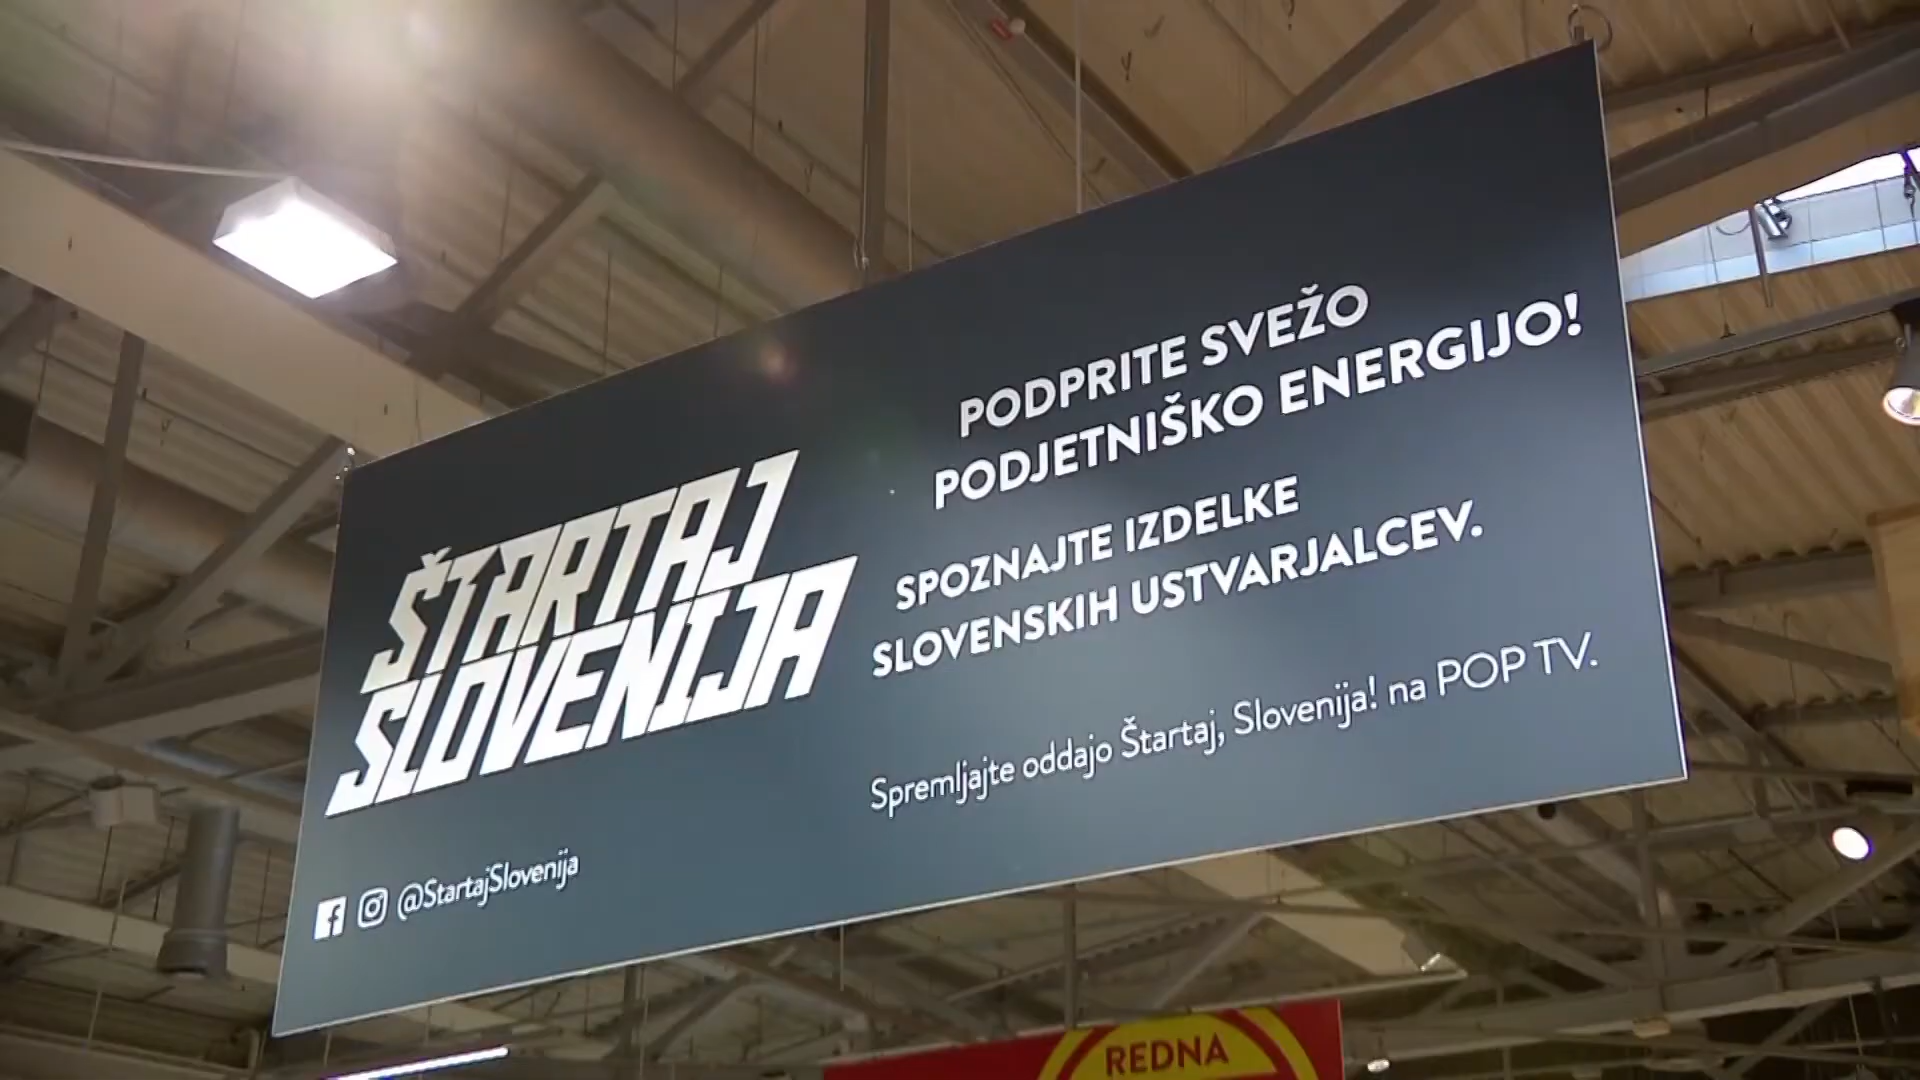 ŠTARTAJ
SLOVENIJA
@StartajSlovenija
PODPRITE SVEŽO
PODJETNIŠKO ENERGIJO!
SPOZNAJTE IZDELKE
SLOVENSKIH USTVARJALCEV.
Spremljajte oddajo Štartaj, Slovenija! na POP TV.
REDNA